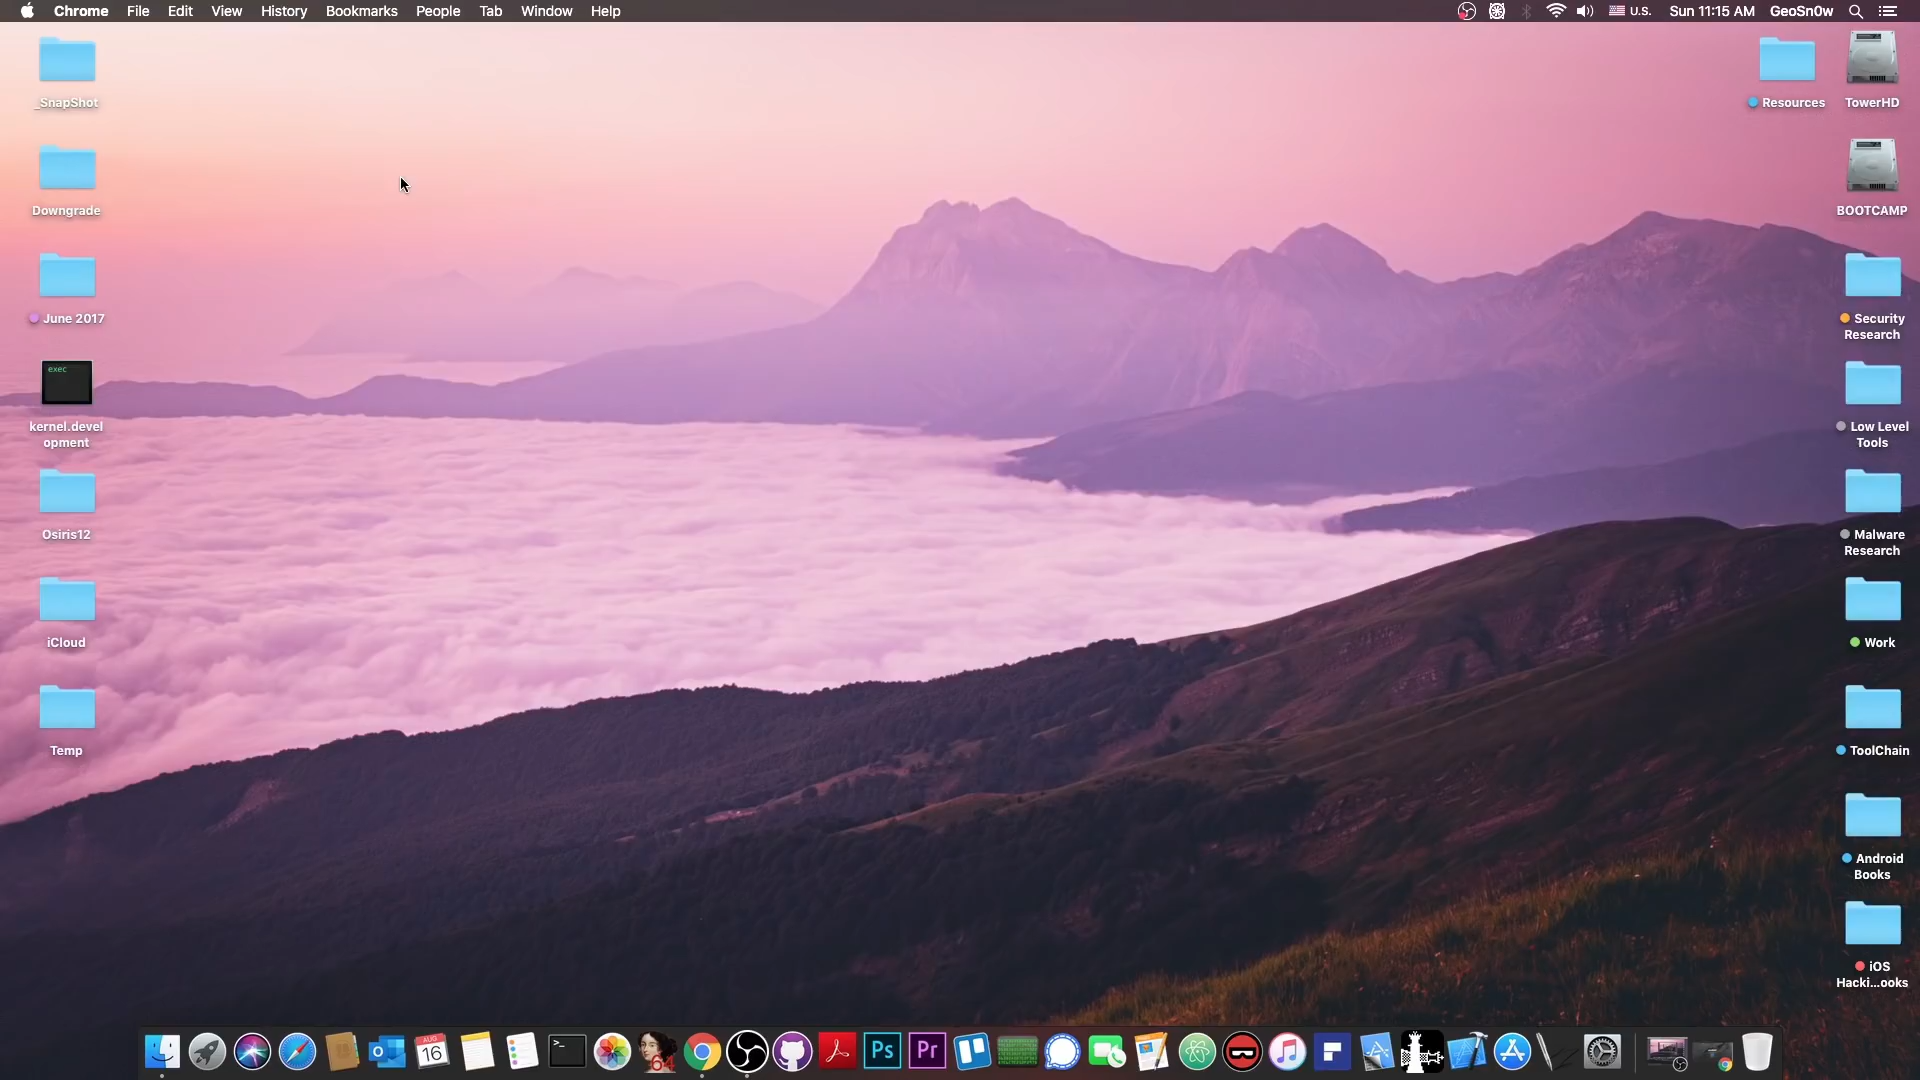 Chrome File Edit View History Bookmarks People Tab Window Help U.S. Sun 11:15 AM GeoSn0w
_SnapShot
Downgrade
June 2017
exec
kernel.devel
opment
Osiris12
iCloud
Temp
Resources
TowerHD
BOOTCAMP
Security
Research
Low Level
Tools
Malware
Research
Work
ToolChain
Android
Books
iOS
Hacki...ooks
AUG
16
>_
64
Ps
Pr